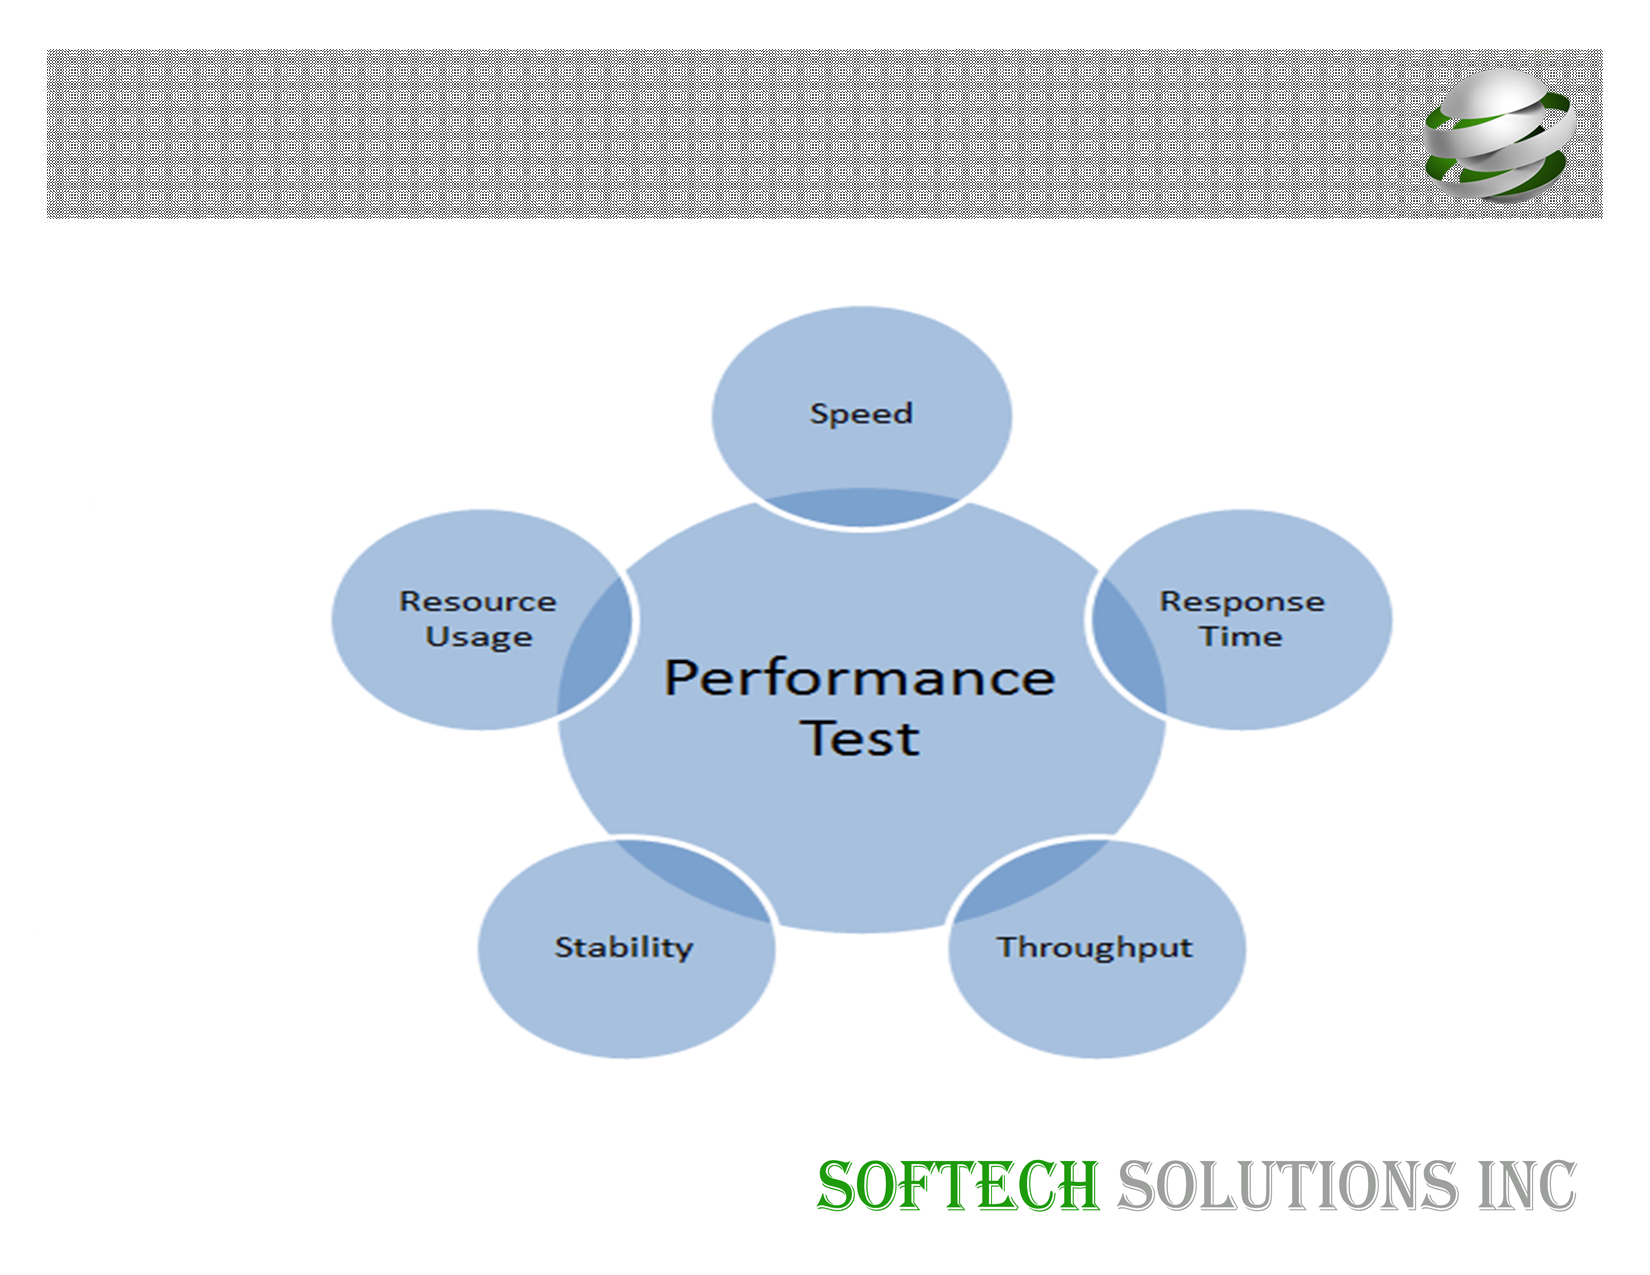 Speed
Resource
Usage
Response
Time
Performance
Test
Stability
Throughput
SOFTECH SOLUTIONS INC